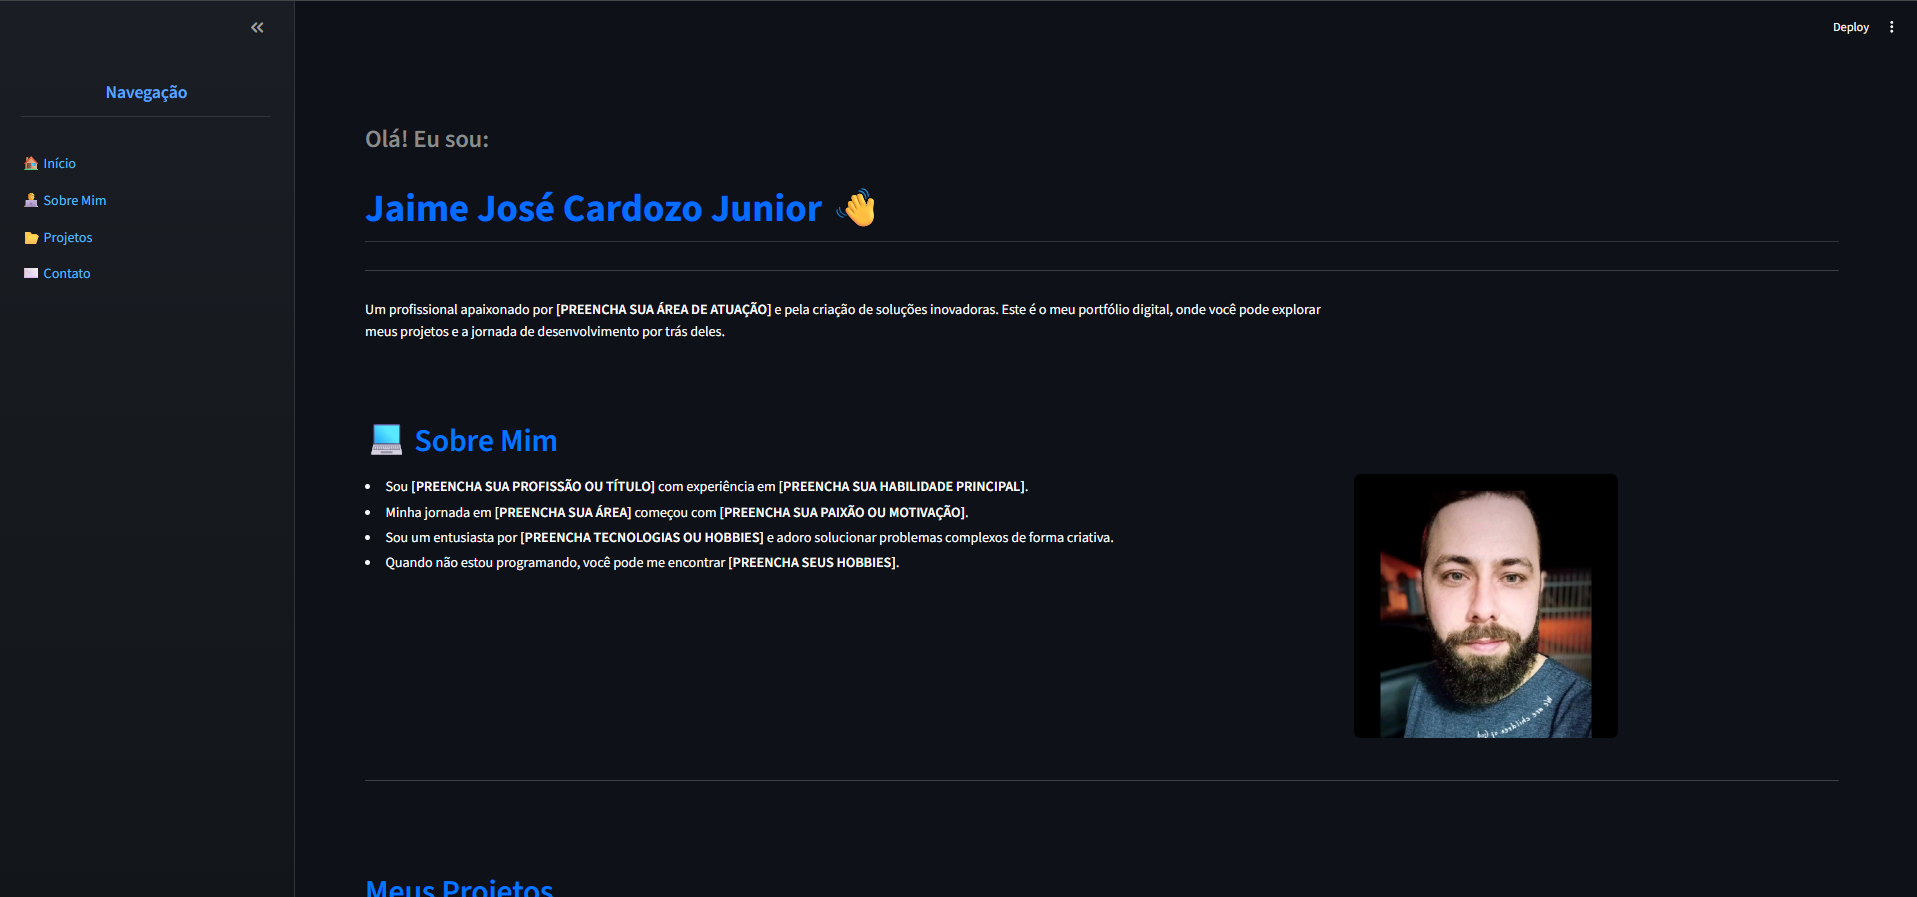 Deploy
Navegação
Início
Sobre Mim
Projetos
Contato
Olá! Eu sou:
Jaime José Cardozo Junior
Um profissional apaixonado por [PREENCHA SUA ÁREA DE ATUAÇÃO] e pela criação de soluções inovadoras. Este é o meu portfólio digital, onde você pode explorar
meus projetos e a jornada de desenvolvimento por trás deles.
Sobre Mim
• Sou [PREENCHA SUA PROFISSÃO OU TÍTULO] com experiência em [PREENCHA SUA HABILIDADE PRINCIPAL].
• Minha jornada em [PREENCHA SUA ÁREA] começou com [PREENCHA SUA PAIXÃO OU MOTIVAÇÃO].
• Sou um entusiasta por [PREENCHA TECNOLOGIAS OU HOBBIES] e adoro solucionar problemas complexos de forma criativa.
• Quando não estou programando, você pode me encontrar [PREENCHA SEUS HOBBIES].
We are children of God
Meus Projetos